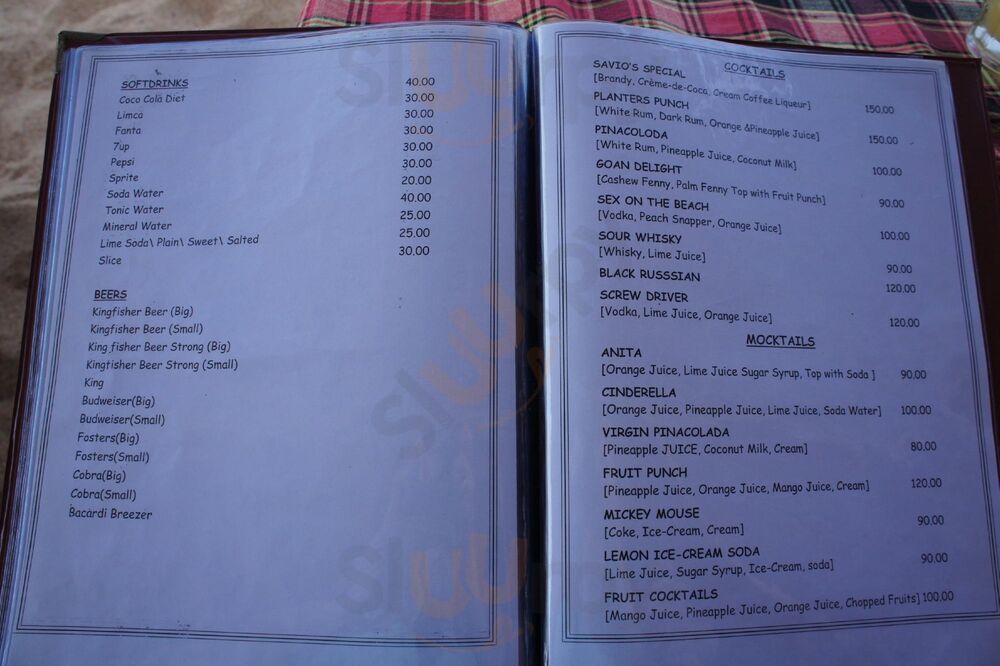 SOFTDRINKS
Coco Cola Diet 40.00
Limca 30.00
Fanta 30.00
7up 30.00
Pepsi 30.00
Sprite 30.00
Soda Water 20.00
Tonic Water 40.00
Mineral Water 25.00
Lime Soda\ Plain\ Sweet\ Salted 25.00
Slice 30.00
BEERS
Kingfisher Beer (Big)
Kingfisher Beer (Small)
King fisher Beer Strong (Big)
Kingfisher Beer Strong (Small)
King
Budweiser(Big)
Budweiser(Small)
Fosters(Big)
Fosters(Small)
Cobra(Big)
Cobra(Small)
Bacardi Breezer
COCKTAILS
SAVIO'S SPECIAL
[Brandy, Crème-de-Coca, Cream Coffee Liqueur] 150.00
PLANTERS PUNCH
[White Rum, Dark Rum, Orange &Pineapple Juice] 150.00
PINACOLODA
[White Rum, Pineapple Juice, Coconut Milk] 100.00
GOAN DELIGHT
[Cashew Fenny, Palm Fenny Top with Fruit Punch] 90.00
SEX ON THE BEACH
[Vodka, Peach Snapper, Orange Juice] 100.00
SOUR WHISKY
[Whisky, Lime Juice] 90.00
BLACK RUSSSIAN 120.00
SCREW DRIVER
[Vodka, Lime Juice, Orange Juice] 120.00
MOCKTAILS
ANITA
[Orange Juice, Lime Juice Sugar Syrup, Top with Soda ] 90.00
CINDERELLA
[Orange Juice, Pineapple Juice, Lime Juice, Soda Water] 100.00
VIRGIN PINACOLADA
[Pineapple JUICE, Coconut Milk, Cream] 80.00
FRUIT PUNCH
[Pineapple Juice, Orange Juice, Mango Juice, Cream] 120.00
MICKEY MOUSE
[Coke, Ice-Cream, Cream] 90.00
LEMON ICE-CREAM SODA
[Lime Juice, Sugar Syrup, Ice-Cream, soda] 90.00
FRUIT COCKTAILS
[Mango Juice, Pineapple Juice, Orange Juice, Chopped Fruits] 100.00